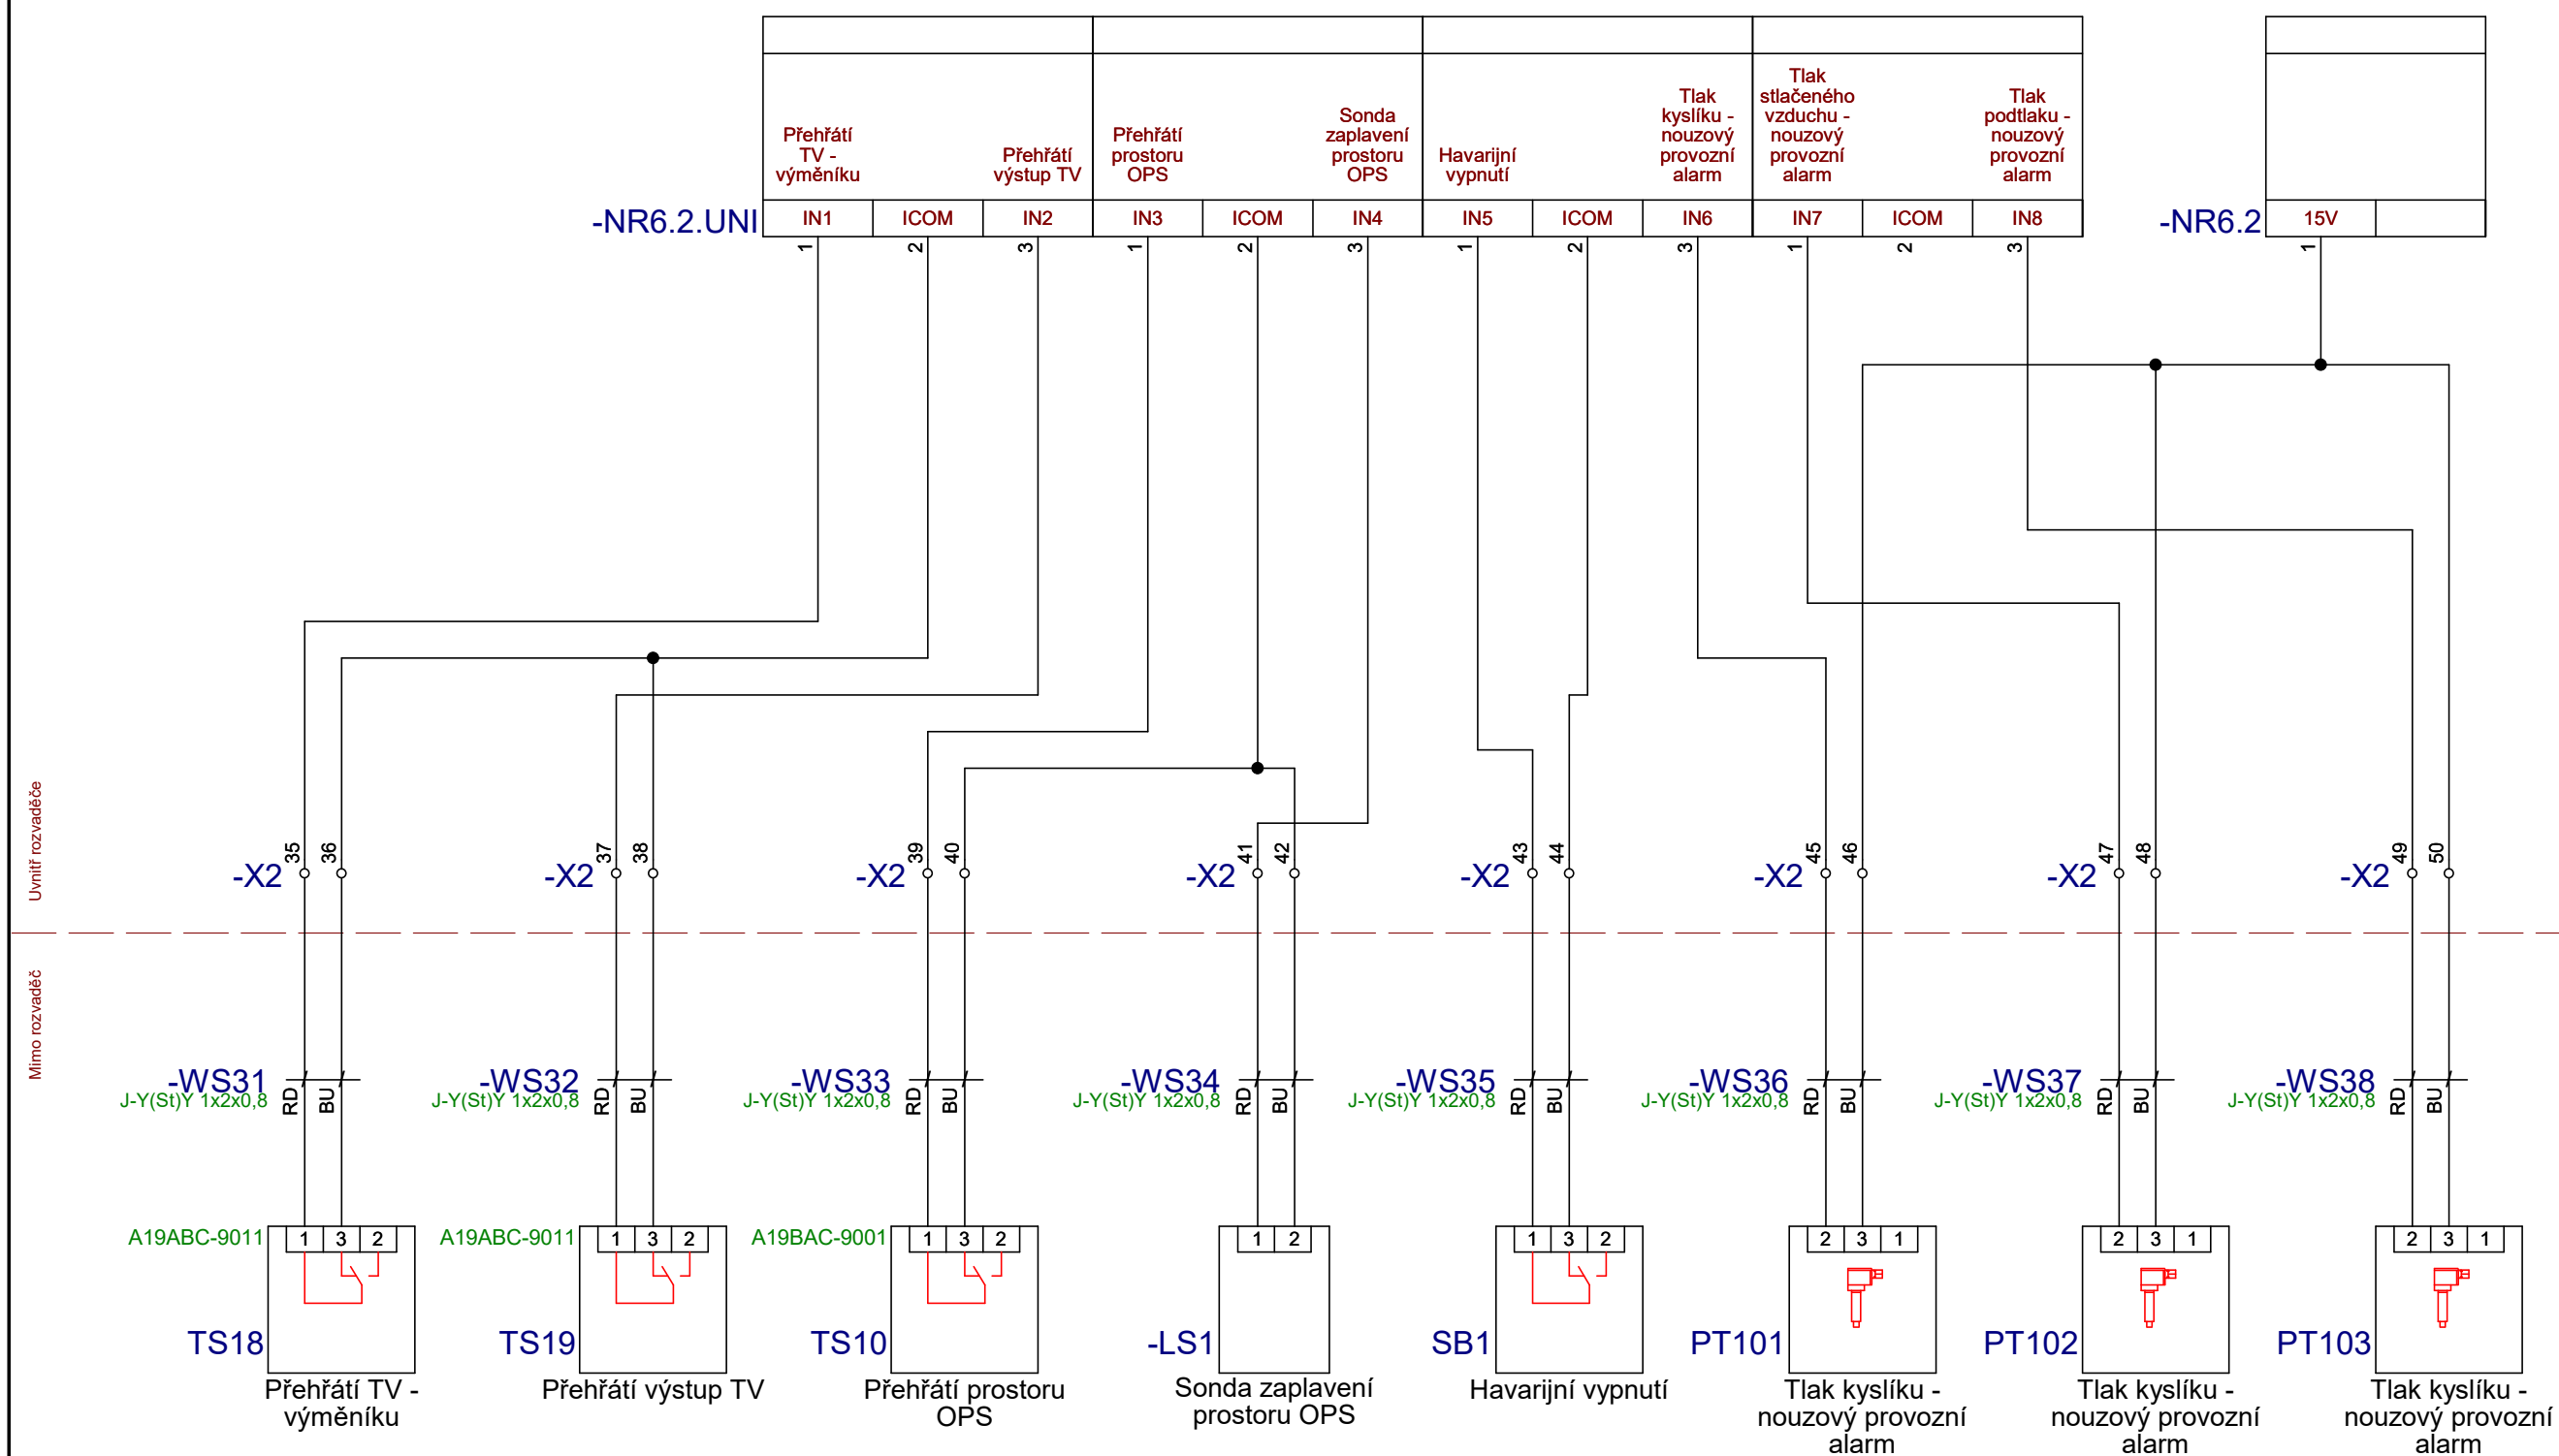 Přehřátí
TV -
výměníku
Přehřátí
výstup TV
Přehřátí
prostoru
OPS
Sonda
zaplavení
prostoru
OPS
Havarijní
vypnutí
Tlak
kyslíku -
nouzový
provozní
alarm
Tlak
stlačeného
vzduchu -
nouzový
provozní
alarm
Tlak
podtlaku -
nouzový
provozní
alarm
-NR6.2.UNI IN1 ICOM IN2 IN3 ICOM IN4 IN5 ICOM IN6 IN7 ICOM IN8 -NR6.2 15V
1 2 3 1 2 3 1 2 3 1 2 3 1
Uvnitř rozvaděče
-X2 35 36 -X2 37 38 -X2 39 40 -X2 41 42 -X2 43 44 -X2 45 46 -X2 47 48 -X2 49 50
Mimo rozvaděč
-WS31 -WS32 -WS33 -WS34 -WS35 -WS36 -WS37 -WS38
J-Y(St)Y 1x2x0,8 RD BU J-Y(St)Y 1x2x0,8 RD BU J-Y(St)Y 1x2x0,8 RD BU J-Y(St)Y 1x2x0,8 RD BU J-Y(St)Y 1x2x0,8 RD BU J-Y(St)Y 1x2x0,8 RD BU J-Y(St)Y 1x2x0,8 RD BU J-Y(St)Y 1x2x0,8 RD BU
A19ABC-9011 1 3 2 A19ABC-9011 1 3 2 A19BAC-9001 1 3 2 1 2 1 3 2 2 3 1 2 3 1 2 3 1
TS18 TS19 TS10 -LS1 SB1 PT101 PT102 PT103
Přehřátí TV -
výměníku
Přehřátí výstup TV
Přehřátí prostoru
OPS
Sonda zaplavení
prostoru OPS
Havarijní vypnutí
Tlak kyslíku -
nouzový provozní
alarm
Tlak kyslíku -
nouzový provozní
alarm
Tlak kyslíku -
nouzový provozní
alarm